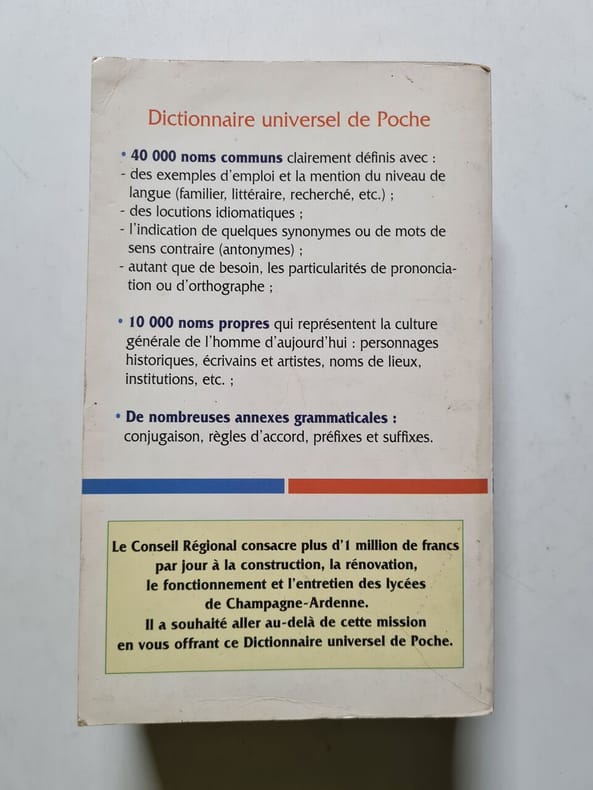 Dictionnaire universel de Poche
• 40 000 noms communs clairement définis avec :
- des exemples d'emploi et la mention du niveau de
langue (familier, littéraire, recherché, etc.) ;
- des locutions idiomatiques ;
- l'indication de quelques synonymes ou de mots de
sens contraire (antonymes) ;
- autant que de besoin, les particularités de prononcia-
tion ou d'orthographe ;
• 10 000 noms propres qui représentent la culture
générale de l'homme d'aujourd'hui : personnages
historiques, écrivains et artistes, noms de lieux,
institutions, etc. ;
• De nombreuses annexes grammaticales :
conjugaison, règles d'accord, préfixes et suffixes.
Le Conseil Régional consacre plus d'1 million de francs
par jour à la construction, la rénovation,
le fonctionnement et l'entretien des lycées
de Champagne-Ardenne.
Il a souhaité aller au-delà de cette mission
en vous offrant ce Dictionnaire universel de Poche.